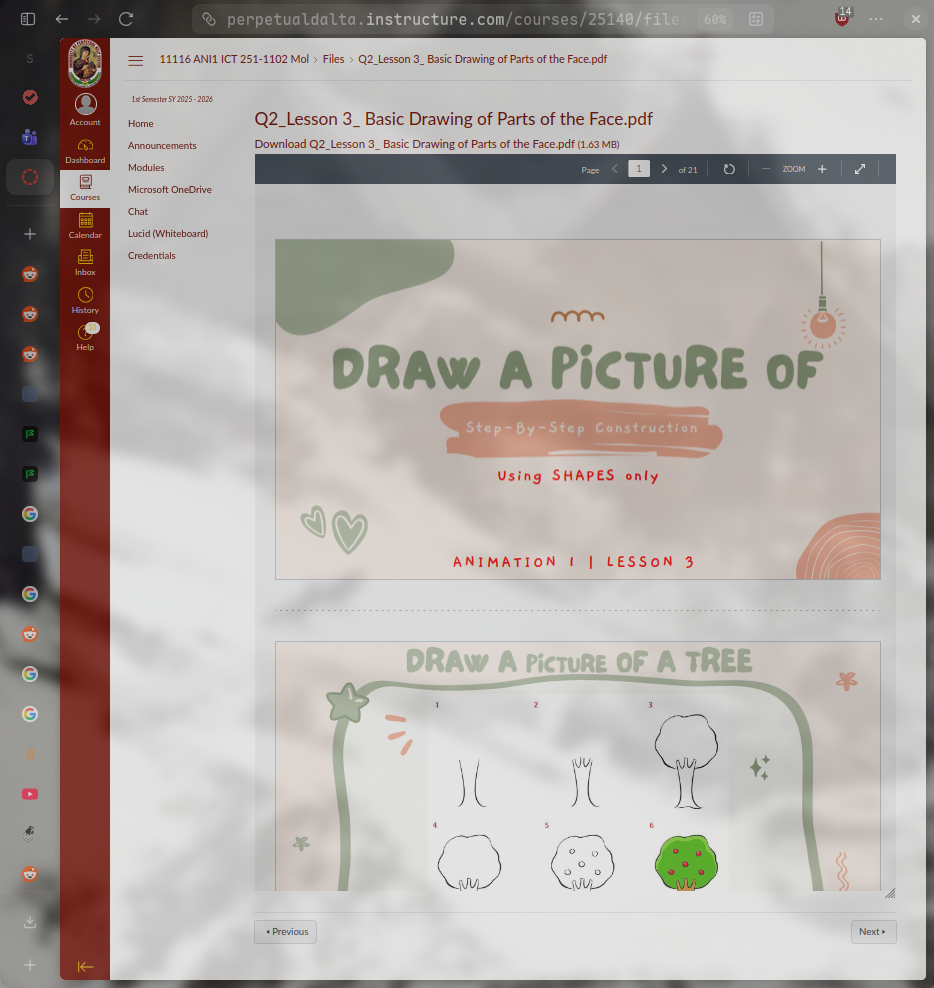 14
perpetualdalta.instructure.com/courses/25140/files
60%
S
11116 ANI1 ICT 251-1102 Mol › Files › Q2_Lesson 3_ Basic Drawing of Parts of the Face.pdf
1st Semester SY 2025 - 2026
Home
Announcements
Modules
Microsoft OneDrive
Chat
Lucid (Whiteboard)
Credentials
Account
Dashboard
Courses
Calendar
Inbox
History
10
Help
Q2_Lesson 3_ Basic Drawing of Parts of the Face.pdf
Download Q2_Lesson 3_ Basic Drawing of Parts of the Face.pdf (1.63 MB)
Page 1 of 21 ZOOM
DRAW A PiCTURE OF
Step-By-Step Construction
Using SHAPES only
ANIMATION 1 | LESSON 3
DRAW A PiCTURE OF A TREE
1 2 3
4 5 6
Previous Next